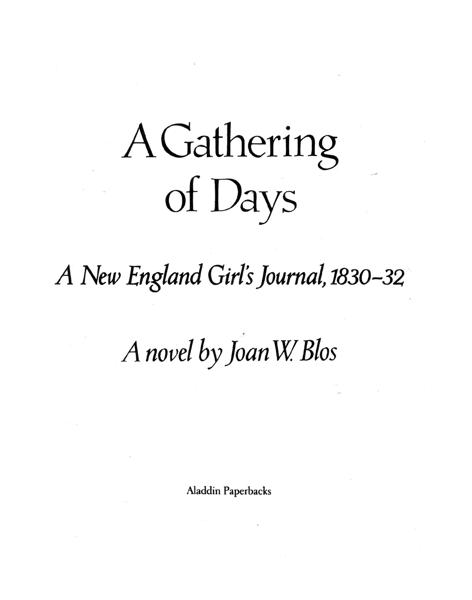 A Gathering
of Days
A New England Girl's Journal, 1830–32
A novel by Joan W. Blos
Aladdin Paperbacks